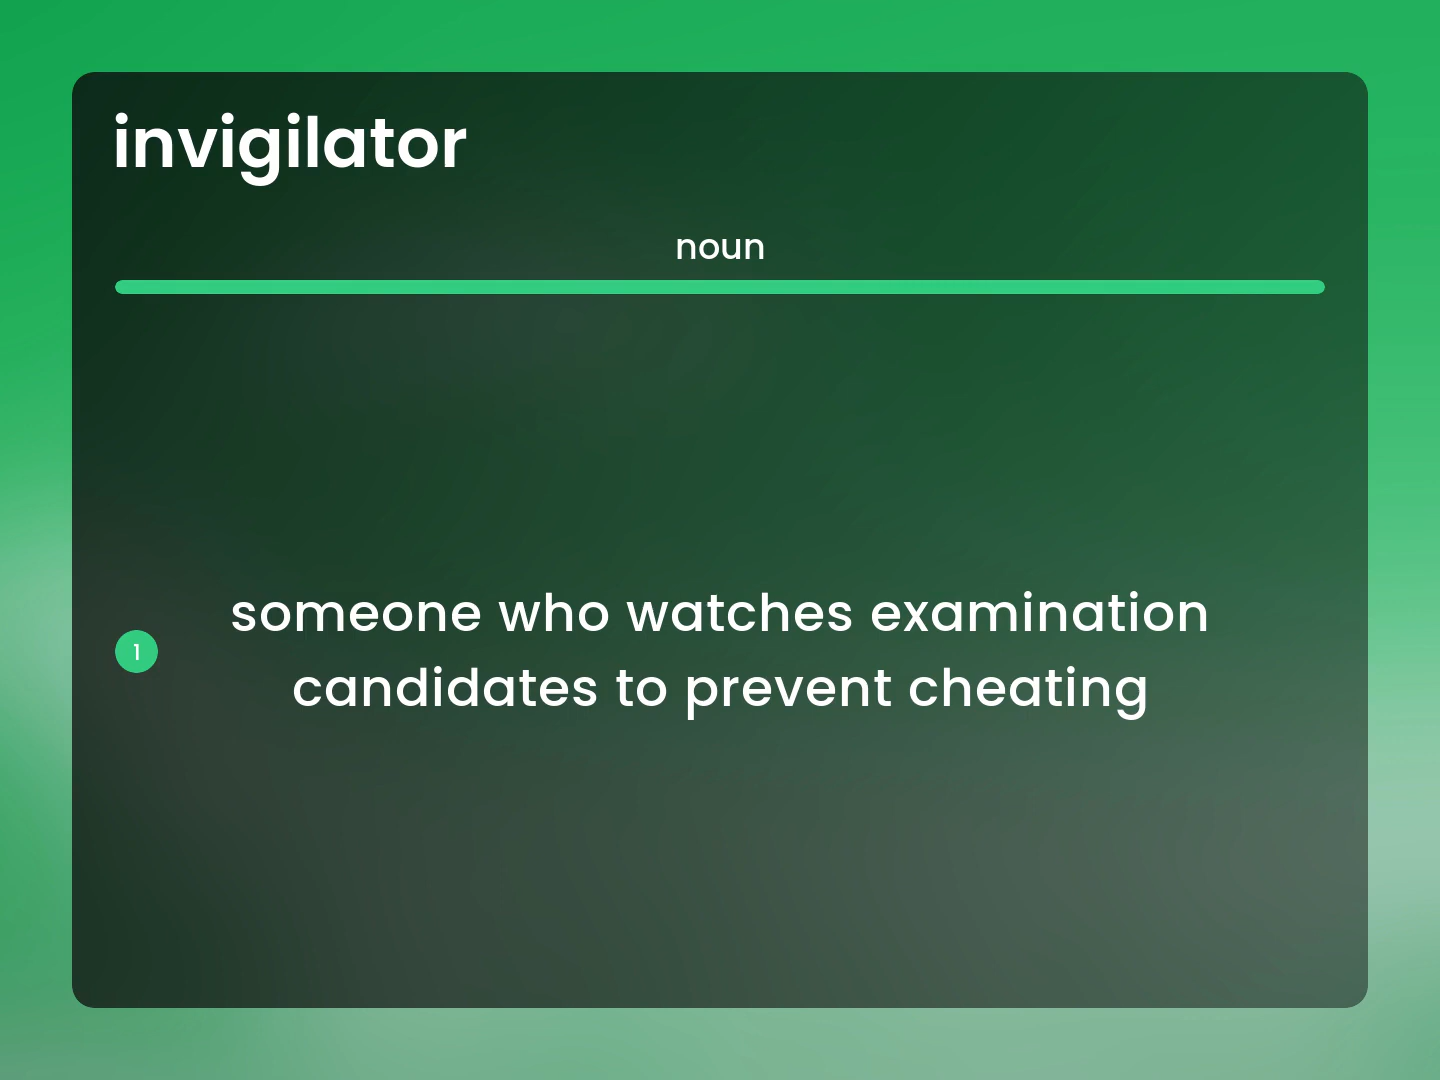 invigilator
noun
1
someone who watches examination
candidates to prevent cheating